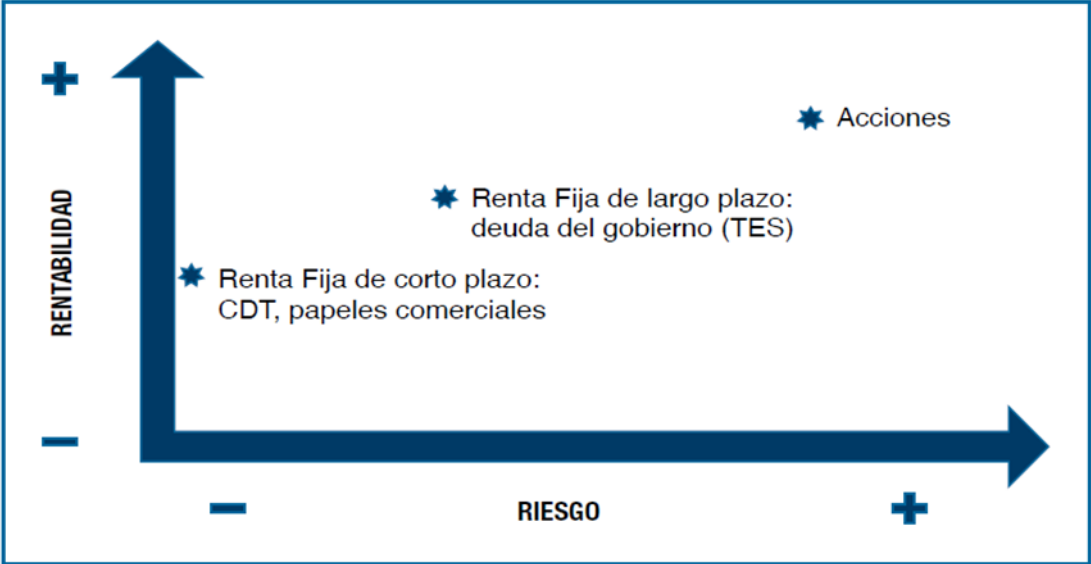 +
Acciones
Renta Fija de largo plazo:
deuda del gobierno (TES)
RENTABILIDAD
Renta Fija de corto plazo:
CDT, papeles comerciales
−
− RIESGO +